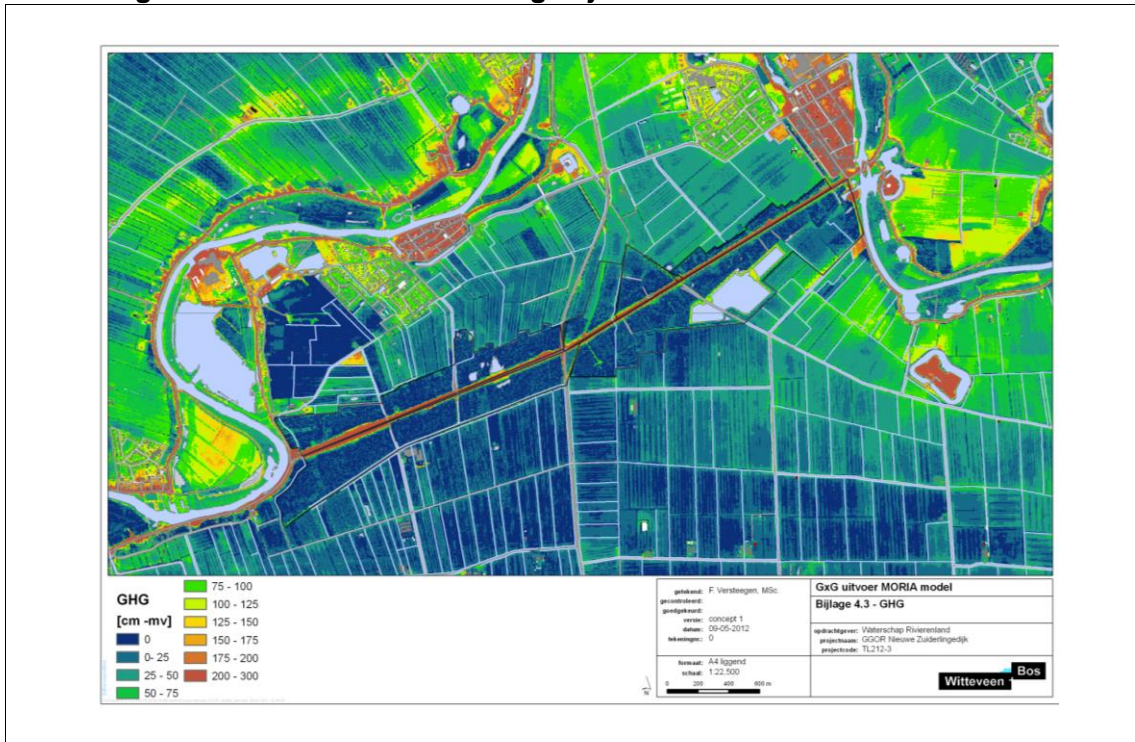 GHG
[cm -mv]
0
0- 25
25 - 50
50 - 75
75 - 100
100 - 125
125 - 150
150 - 175
175 - 200
200 - 300
getekend: F. Versteegen, MSc.
gecontroleerd:
goedgekeurd:
versie: concept 1
datum: 09-05-2012
tekeningnr.: 0
formaat: A4 liggend
schaal: 1:22.500
0 200 400 600 m
N
GxG uitvoer MORIA model
Bijlage 4.3 - GHG
opdrachtgever: Waterschap Rivierenland
projectnaam: GGOR Nieuwe Zuiderlingedijk
projectcode: TL212-3
Witteveen
Bos